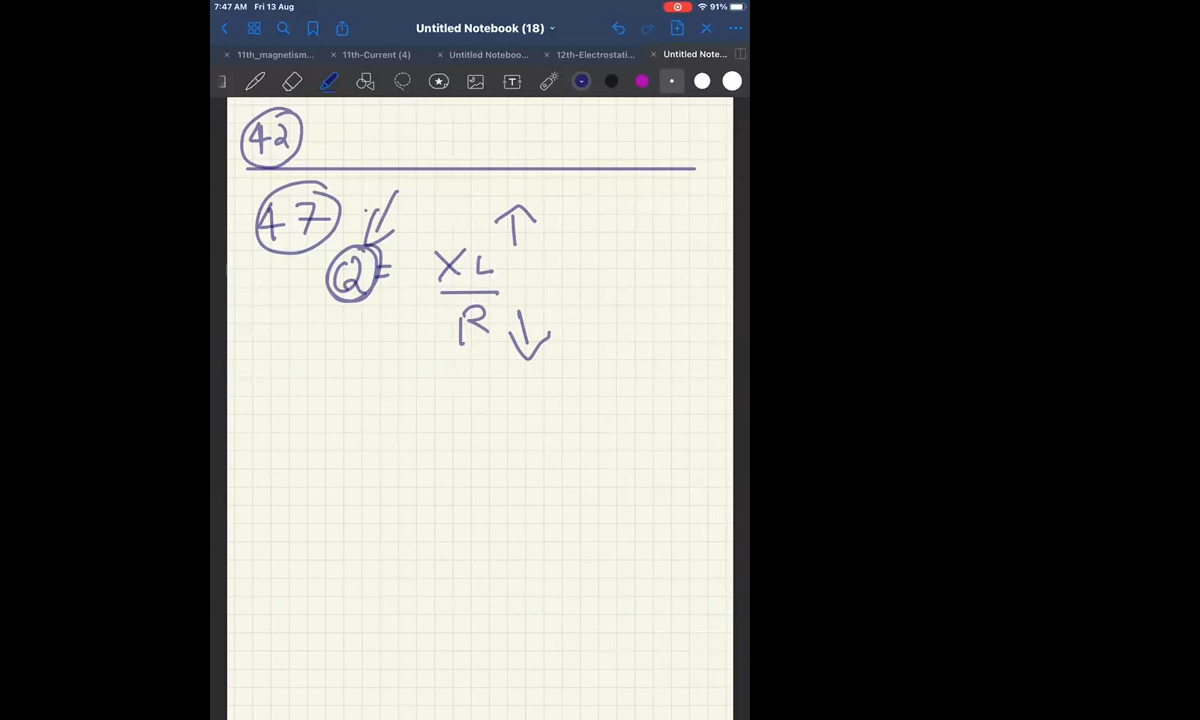 7:47 AM Fri 13 Aug 91%
Untitled Notebook (18)
11th_magnetism... 11th-Current (4) Untitled Noteboo... 12th-Electrostati... Untitled Note...
42
47
Q = XL
R